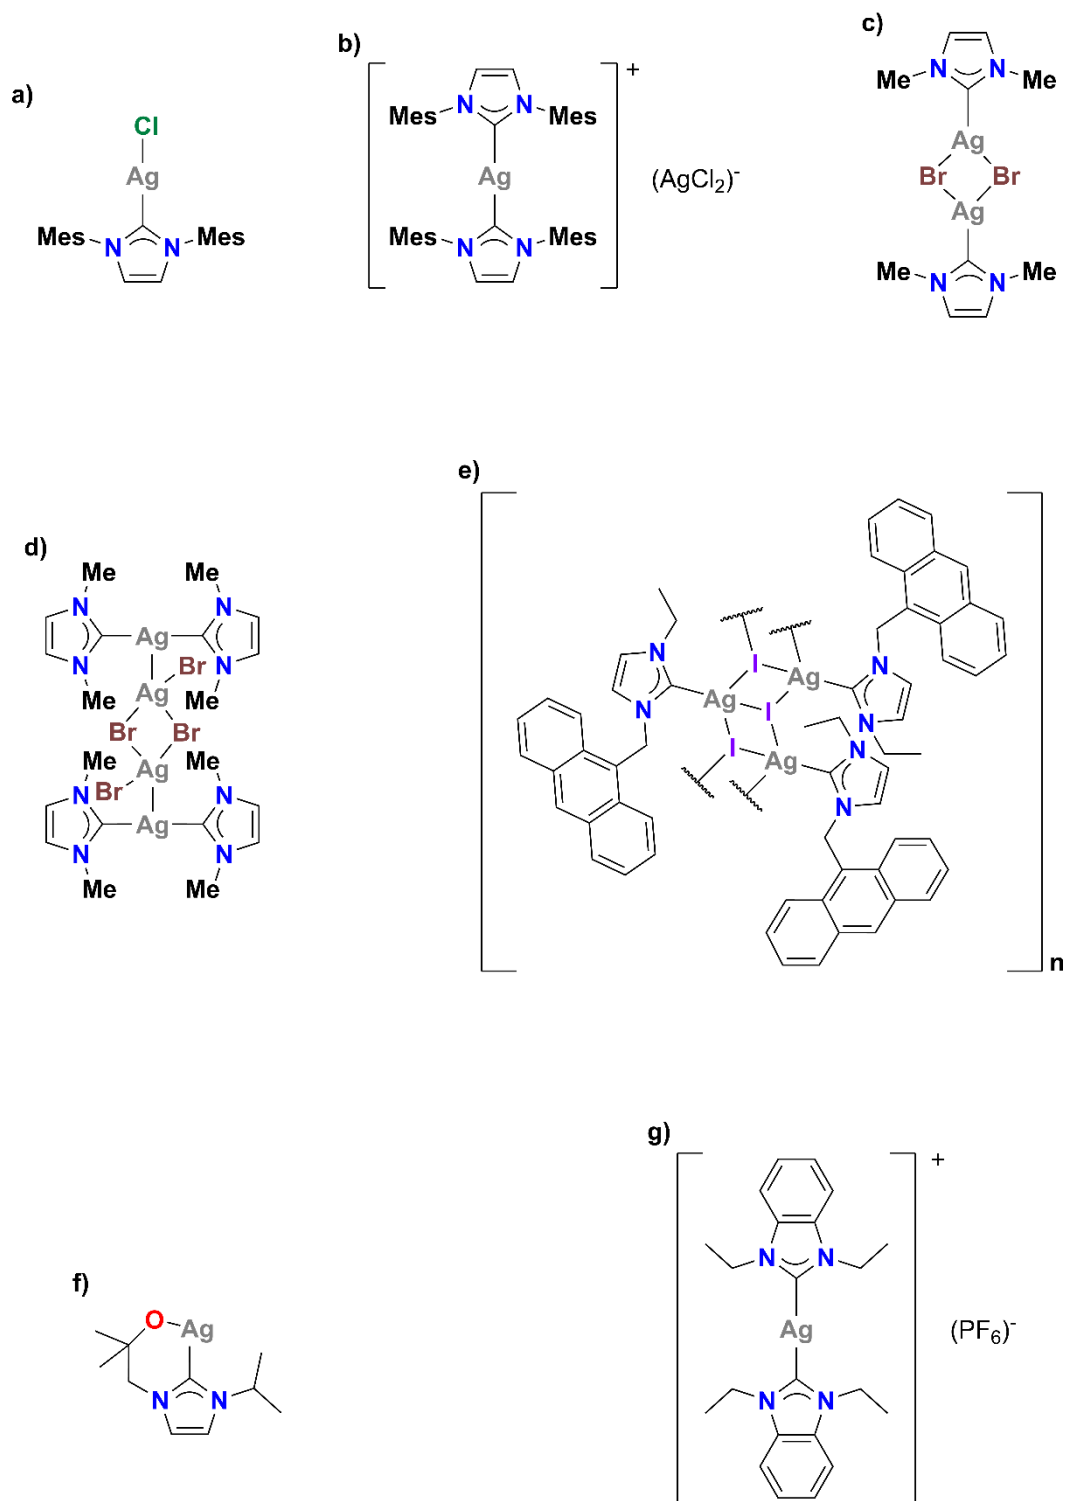 a)
Cl
Ag
Mes N N Mes
b)
N N
Mes Mes
Ag
Mes N N Mes
+
(AgCl2)-
c)
Me N N Me
Ag
Br Br
Ag
Me N N Me
d)
Me Me
N N
Ag
N Br N
Me Ag Me
Br Br
Me Ag Me
N Br N
Ag
N N
Me Me
e)
N
I Ag N
Ag I N
N I Ag N
N
n
f)
O Ag
N N
g)
N N
Ag
N N
+
(PF6)-